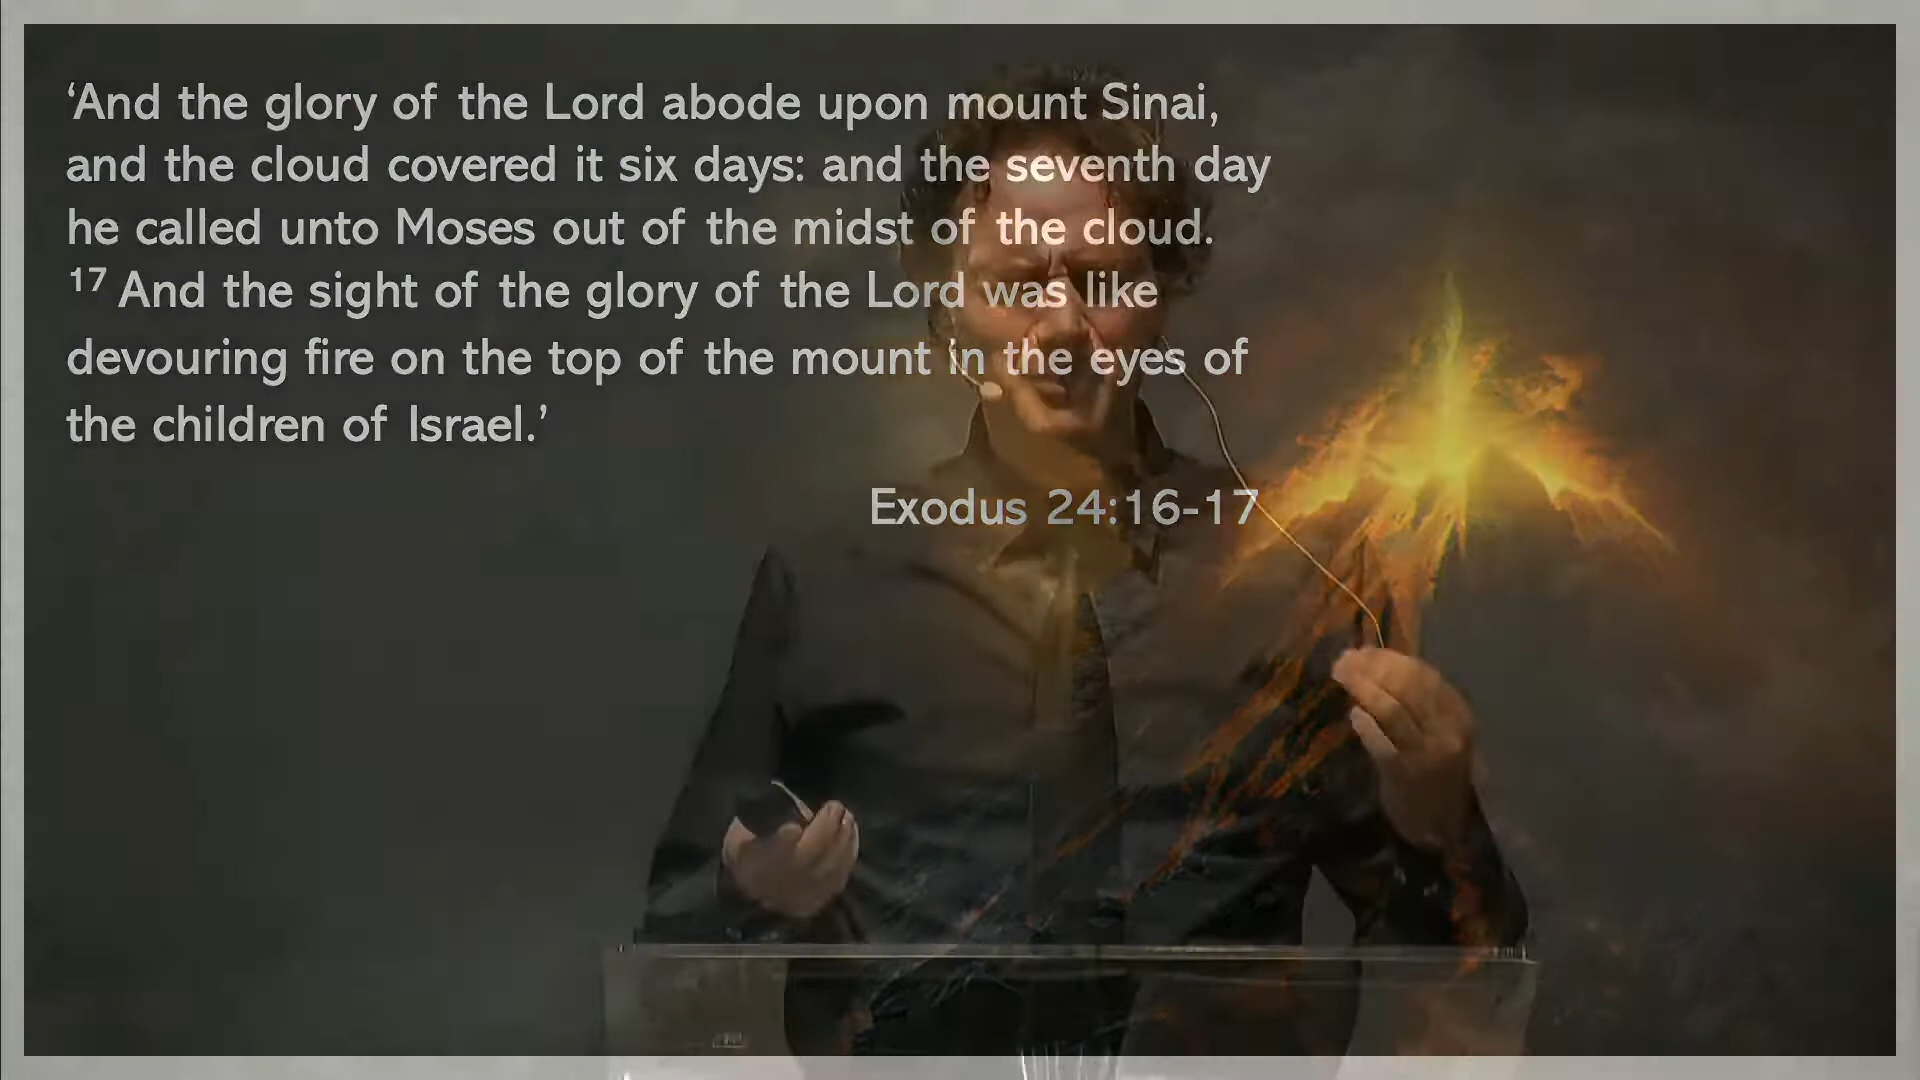 ‘And the glory of the Lord abode upon mount Sinai,
and the cloud covered it six days: and the seventh day
he called unto Moses out of the midst of the cloud.
17 And the sight of the glory of the Lord was like
devouring fire on the top of the mount in the eyes of
the children of Israel.’
Exodus 24:16-17